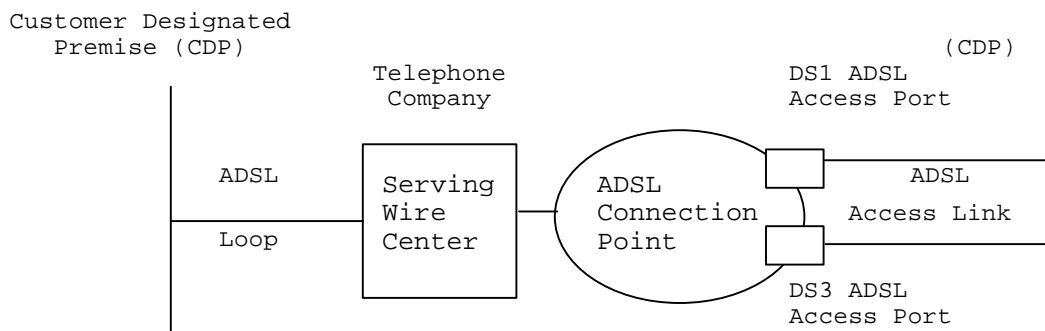 Customer Designated
Premise (CDP)
(CDP)
Telephone
Company
DS1 ADSL
Access Port
ADSL
Loop
Serving
Wire
Center
ADSL
Connection
Point
ADSL
Access Link
DS3 ADSL
Access Port